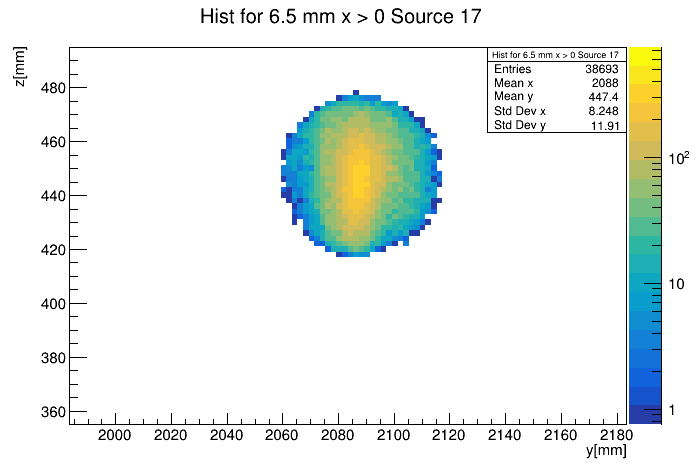 Hist for 6.5 mm x > 0 Source 17
z[mm]
Hist for 6.5 mm x > 0 Source 17
Entries 38693
Mean x 2088
Mean y 447.4
Std Dev x 8.248
Std Dev y 11.91
480
460
440
420
400
380
360
10²
10
1
2000 2020 2040 2060 2080 2100 2120 2140 2160 2180
y[mm]